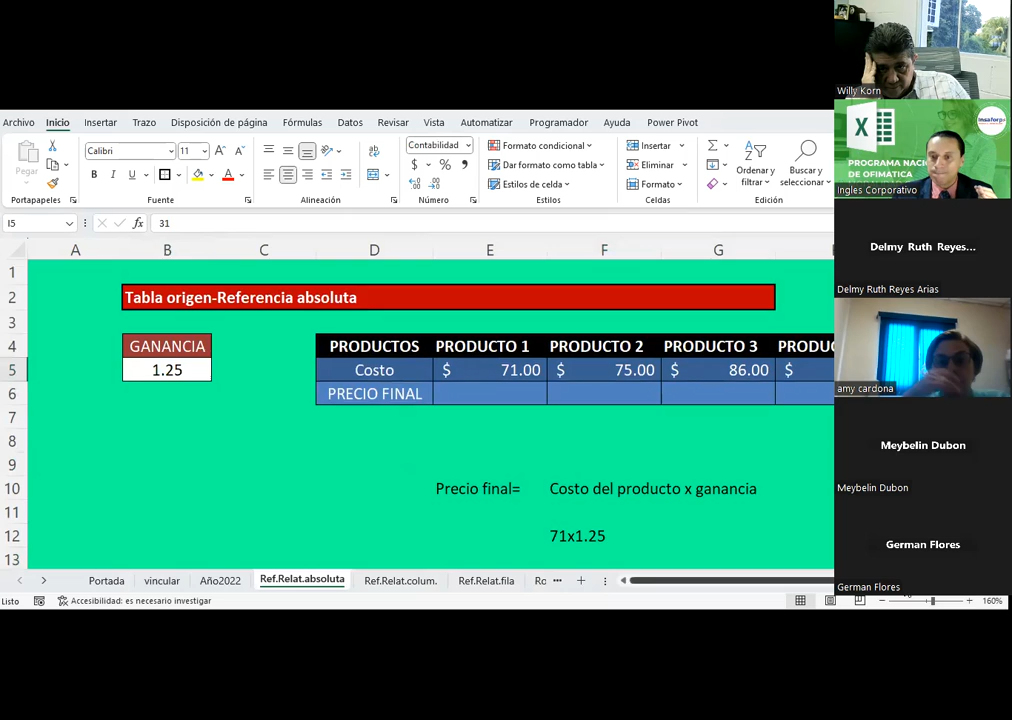 Archivo Inicio Insertar Trazo Disposición de página Fórmulas Datos Revisar Vista Automatizar Programador Ayuda Power Pivot
Pegar
Calibri 11
Contabilidad
Formato condicional
Dar formato como tabla
Estilos de celda
Insertar
Eliminar
Formato
Ordenar y filtrar
Buscar y seleccionar
Portapapeles Fuente Alineación Número Estilos Celdas Edición
I5 fx 31
A B C D E F G
1
2 Tabla origen-Referencia absoluta
3
4 GANANCIA PRODUCTOS PRODUCTO 1 PRODUCTO 2 PRODUCTO 3 PRODU
5 1.25 Costo $ 71.00 $ 75.00 $ 86.00 $
6 PRECIO FINAL
7
8
9
10 Precio final= Costo del producto x ganancia
11
12 71x1.25
13
Portada vincular Año2022 Ref.Relat.absoluta Ref.Relat.colum. Ref.Relat.fila
Listo Accesibilidad: es necesario investigar 160%
Willy Korn
PROGRAMA NACI
DE OFIMÁTICA
Insaforp
Ingles Corporativo
Delmy Ruth Reyes...
Delmy Ruth Reyes Arias
amy cardona
Meybelin Dubon
Meybelin Dubon
German Flores
German Flores